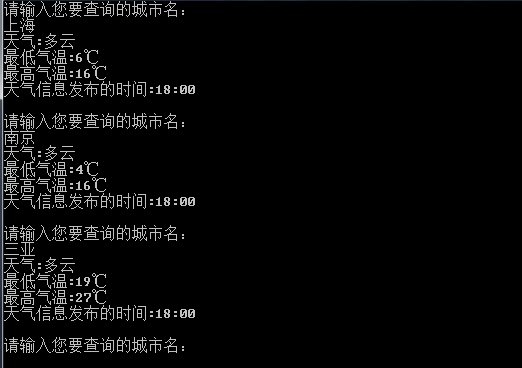 请输入您要查询的城市名：
上海
天气:多云
最低气温:6℃
最高气温:16℃
天气信息发布的时间:18:00
请输入您要查询的城市名：
南京
天气:多云
最低气温:4℃
最高气温:16℃
天气信息发布的时间:18:00
请输入您要查询的城市名：
三亚
天气:多云
最低气温:19℃
最高气温:27℃
天气信息发布的时间:18:00
请输入您要查询的城市名：